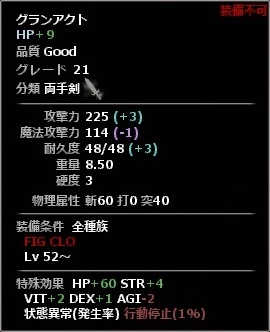 装備不可
グランアクト
HP+9
品質 Good
グレード 21
分類 両手剣
攻撃力 225 (+3)
魔法攻撃力 114 (-1)
耐久度 48/48 (+3)
重量 8.50
硬度 3
物理属性 斬60 打0 突40
装備条件 全種族
FIG CLO
Lv 52～
特殊効果 HP+60 STR+4
VIT+2 DEX+1 AGI-2
状態異常(発生率) 行動停止(1%)